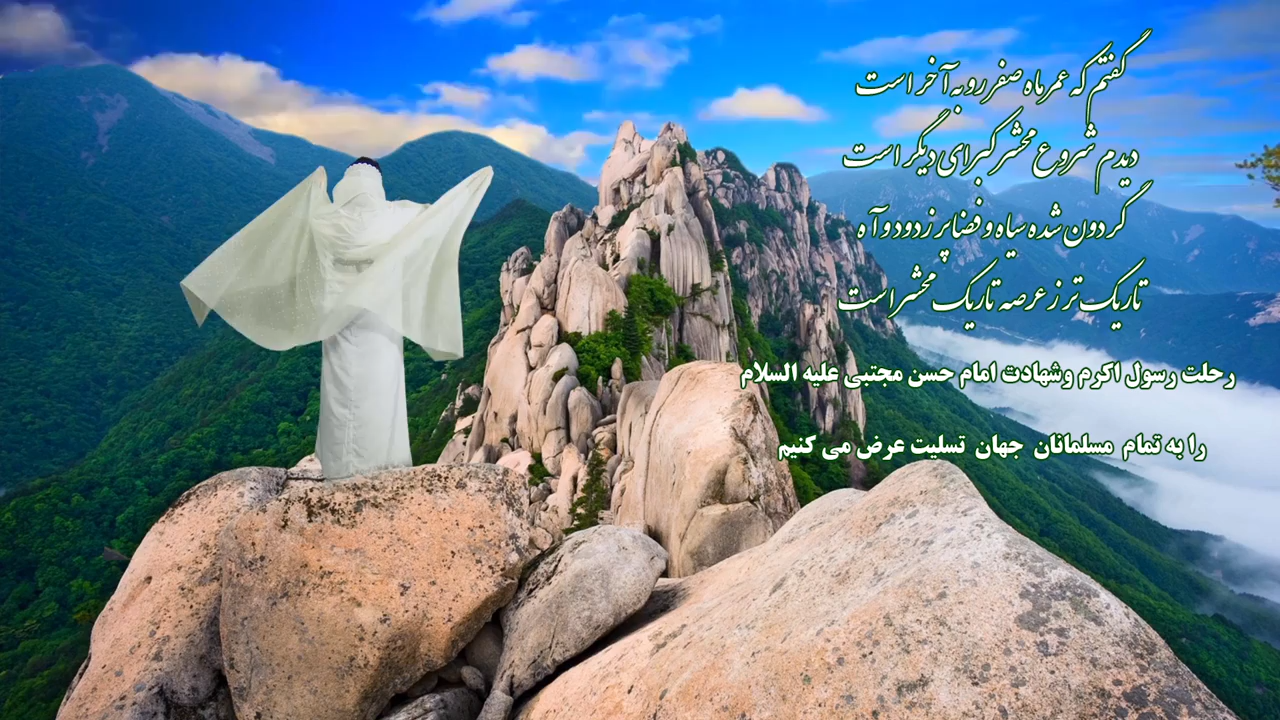 گفتم که عمر ماه صفر رو به آخر است
دیدم شروع محشر کبرای دیگر است
گردون شده سیاه و فضا پر ز دود و آه
تاریک تر ز عرصه تاریک محشر است
رحلت رسول اکرم وشهادت امام حسن مجتبی علیه السلام
را به تمام مسلمانان جهان تسلیت عرض می کنیم